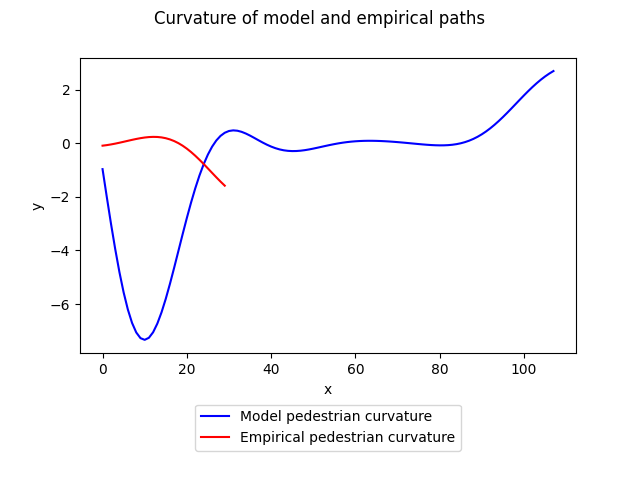 Curvature of model and empirical paths
2
0
−2
−4
−6
y
0 20 40 60 80 100
x
Model pedestrian curvature
Empirical pedestrian curvature